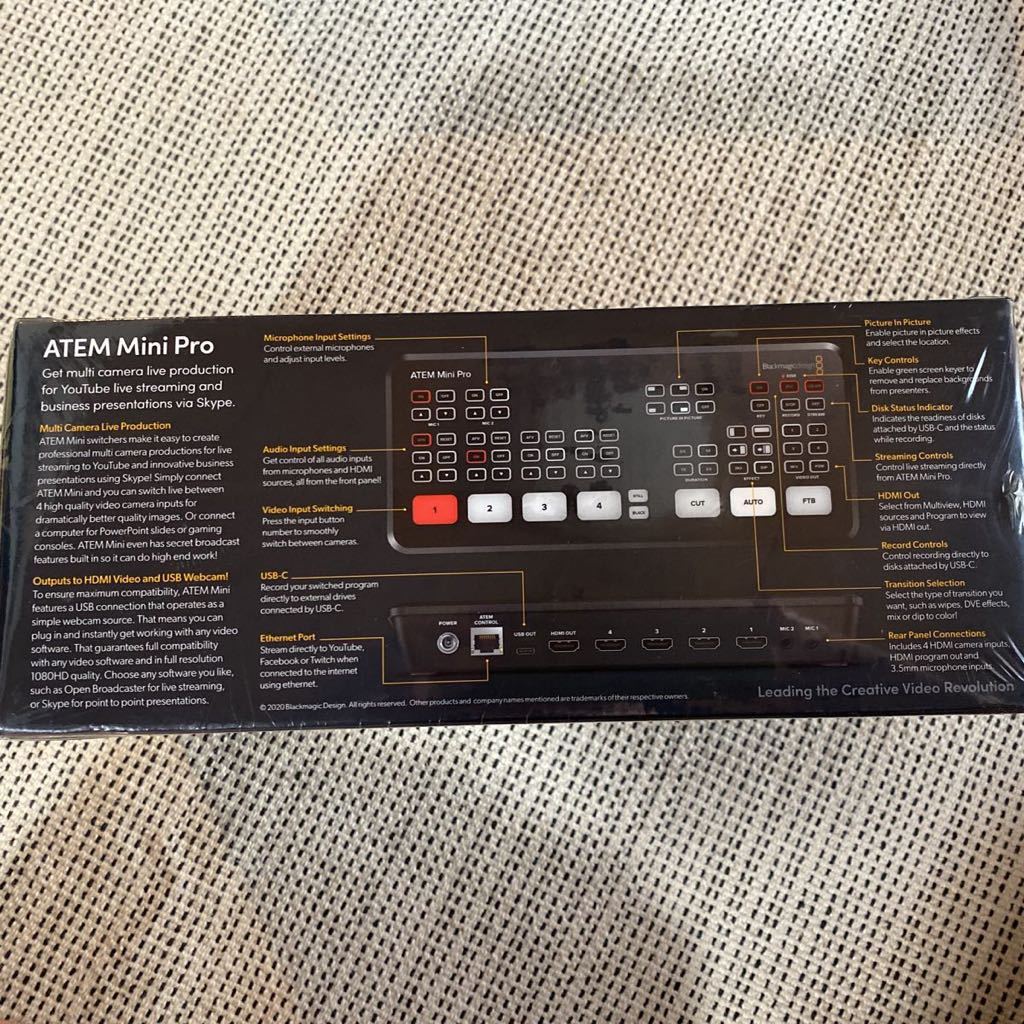 ATEM Mini Pro
Get multi camera live production
for YouTube live streaming and
business presentations via Skype.
Multi Camera Live Production
ATEM Mini switchers make it easy to create
professional multi camera productions for live
streaming to YouTube and innovative business
presentations using Skype! Simply connect
ATEM Mini and you can switch live between
4 high quality video camera inputs for
dramatically better quality images. Or connect
a computer for PowerPoint slides or gaming
consoles. ATEM Mini even has secret broadcast
features built in so it can do high end work!
Outputs to HDMI Video and USB Webcam!
To ensure maximum compatibility, ATEM Mini
features a USB connection that operates as a
simple webcam source. That means you can
plug in and instantly get working with any video
software. That guarantees full compatibility
with any video software and in full resolution
1080HD quality. Choose any software you like,
such as Open Broadcaster for live streaming,
or Skype for point to point presentations.
Microphone Input Settings
Control external microphones
and adjust input levels.
Audio Input Settings
Get control of all audio inputs
from microphones and HDMI
sources, all from the front panel!
Video Input Switching
Press the input button
number to smoothly
switch between cameras.
USB-C
Record your switched program
directly to external drives
connected by USB-C.
Ethernet Port
Stream directly to YouTube,
Facebook or Twitch when
connected to the internet
using ethernet.
ATEM Mini Pro
Blackmagicdesign
MIC 1
MIC 2
PICTURE IN PICTURE
KEY
RECORD
STREAM
DURATION
EFFECT
VIDEO OUT
1
2
3
4
STILL
BLACK
CUT
AUTO
FTB
POWER
ATEM
CONTROL
USB OUT
HDMI OUT
4
3
2
1
MIC 2
MIC 1
Picture In Picture
Enable picture in picture effects
and select the location.
Key Controls
Enable green screen keyer to
remove and replace backgrounds
from presenters.
Disk Status Indicator
Indicates the readiness of disks
attached by USB-C and the status
while recording.
Streaming Controls
Control live streaming directly
from ATEM Mini Pro.
HDMI Out
Select from Multiview, HDMI
sources and Program to view
via HDMI out.
Record Controls
Control recording directly to
disks attached by USB-C.
Transition Selection
Select the type of transition you
want, such as wipes, DVE effects,
mix or dip to color!
Rear Panel Connections
Includes 4 HDMI camera inputs,
HDMI program out and
3.5mm microphone inputs.
Leading the Creative Video Revolution
© 2020 Blackmagic Design. All rights reserved. Other products and company names mentioned are trademarks of their respective owners.